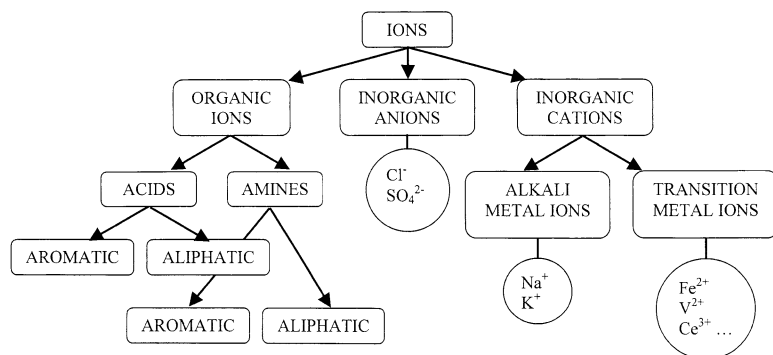 IONS
ORGANIC
IONS
INORGANIC
ANIONS
INORGANIC
CATIONS
ACIDS
AMINES
Cl⁻
SO₄²⁻
ALKALI
METAL IONS
TRANSITION
METAL IONS
AROMATIC
ALIPHATIC
Na⁺
K⁺
Fe²⁺
V²⁺
Ce³⁺ ...
AROMATIC
ALIPHATIC